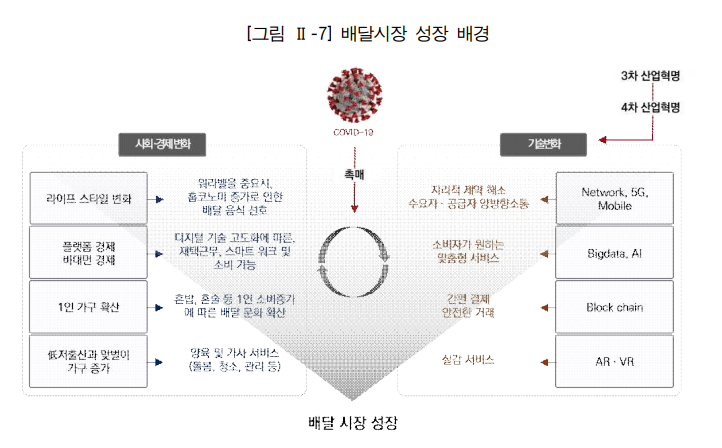 [그림 Ⅱ-7] 배달시장 성장 배경
3차 산업혁명
4차 산업혁명
COVID-19
사회·경제변화
기술변화
촉매
라이프 스타일 변화
워라벨을 중요시,
홈코노미 증가로 인한
배달 음식 선호
플랫폼 경제
비대면 경제
디지털 기술 고도화에 따른,
재택근무, 스마트 워크 및
소비 가능
1인 가구 확산
혼밥, 혼술 등 1인 소비증가
에 따른 배달 문화 확산
低저출산과 맞벌이
가구 증가
양육 및 가사 서비스
(돌봄, 청소, 관리 등)
지리적 제약 해소
수요자·공급자 양방향소통
Network, 5G,
Mobile
소비자가 원하는
맞춤형 서비스
Bigdata, AI
간편 결제
안전한 거래
Block chain
실감 서비스
AR · VR
배달 시장 성장